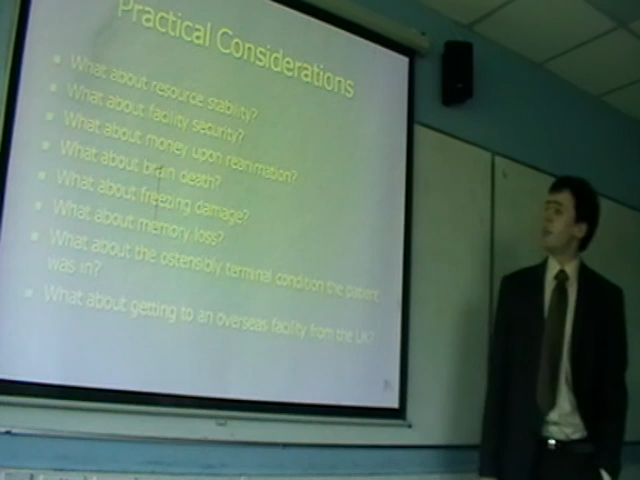 Practical Considerations
What about resource stability?
What about facility security?
What about money upon reanimation?
What about brain death?
What about freezing damage?
What about memory loss?
What about the ostensibly terminal condition the patient
was in?
What about getting to an overseas facility from the UK?